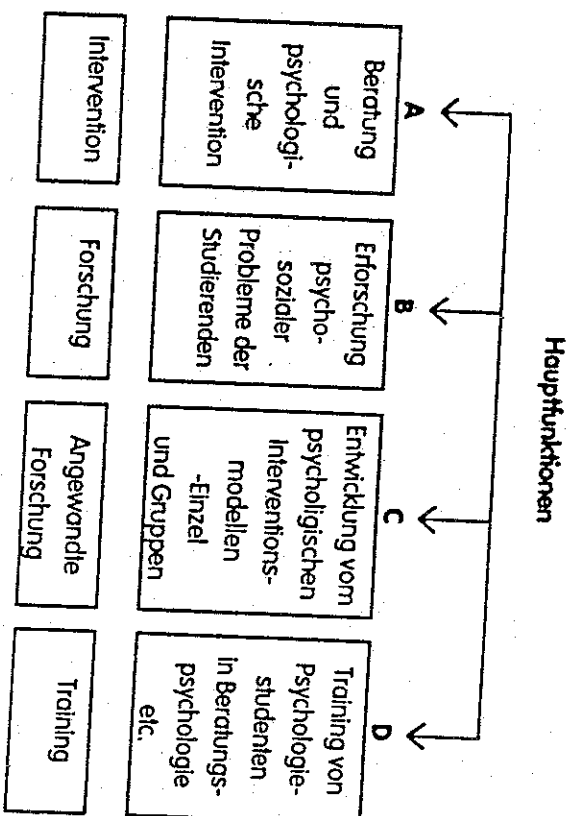 Hauptfunktionen
A
B
C
D
Beratung
und
psychologi-
sche
Intervention
Erforschung
psycho-
sozialer
Probleme der
Studierenden
Entwicklung vom
psycholigischen
Interventions-
modellen
-Einzel
und Gruppen
Training von
Psychologie-
studenten
in Beratungs-
psychologie
etc.
Intervention
Forschung
Angewandte
Forschung
Training